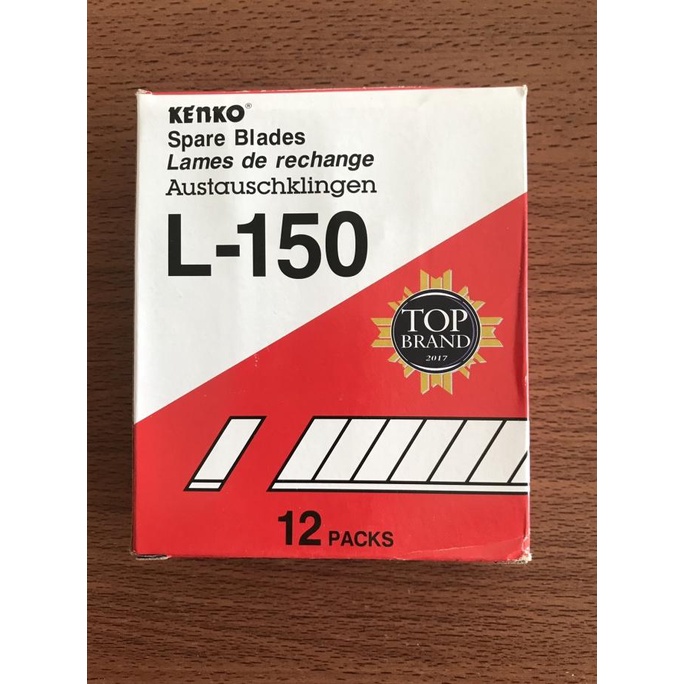 KENKO®
Spare Blades
Lames de rechange
Austauschklingen
L-150
TOP
BRAND
2017
12 PACKS